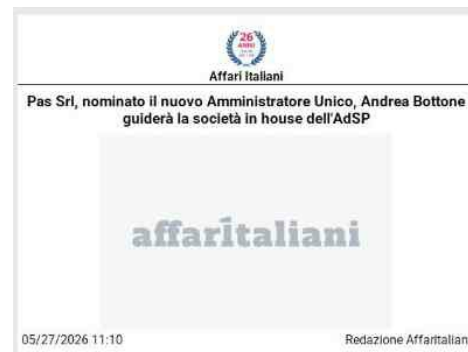 26
ANNI
Affari Italiani
Pas Srl, nominato il nuovo Amministratore Unico, Andrea Bottone
guiderà la società in house dell'AdSP
affaritaliani
05/27/2026 11:10
Redazione Affaritalian